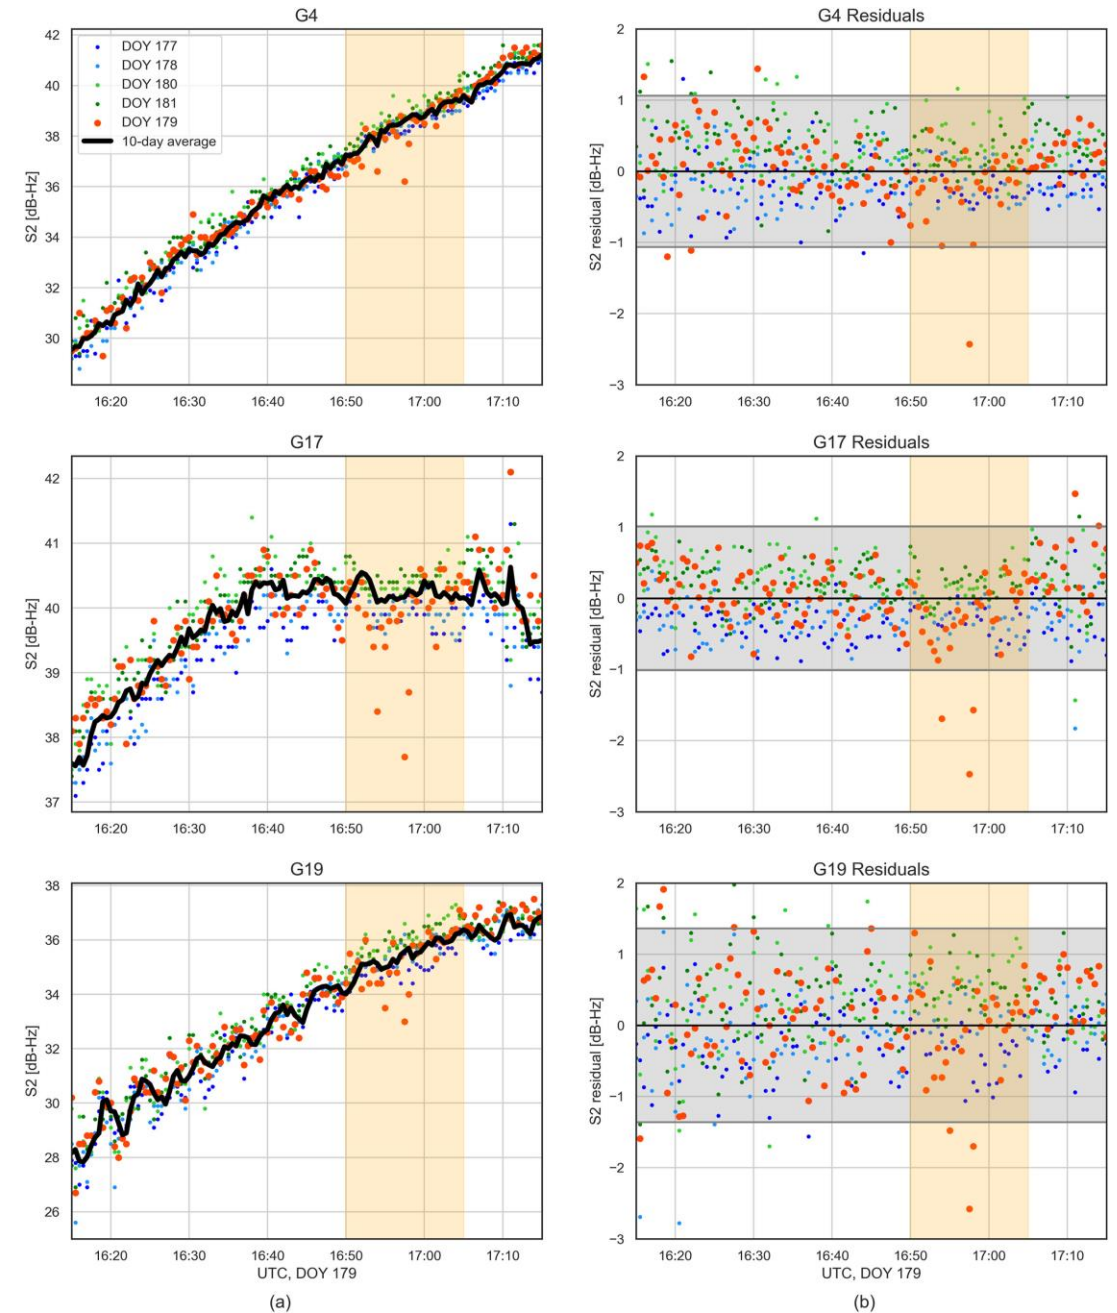 G4
S2 [dB-Hz]
42
40
38
36
34
32
30
DOY 177
DOY 178
DOY 180
DOY 181
DOY 179
10-day average
16:20 16:30 16:40 16:50 17:00 17:10
G4 Residuals
S2 residual [dB-Hz]
2
1
0
−1
−2
−3
16:20 16:30 16:40 16:50 17:00 17:10
G17
S2 [dB-Hz]
42
41
40
39
38
37
16:20 16:30 16:40 16:50 17:00 17:10
G17 Residuals
S2 residual [dB-Hz]
2
1
0
−1
−2
−3
16:20 16:30 16:40 16:50 17:00 17:10
G19
S2 [dB-Hz]
38
36
34
32
30
28
26
16:20 16:30 16:40 16:50 17:00 17:10
UTC, DOY 179
(a)
G19 Residuals
S2 residual [dB-Hz]
2
1
0
−1
−2
−3
16:20 16:30 16:40 16:50 17:00 17:10
UTC, DOY 179
(b)